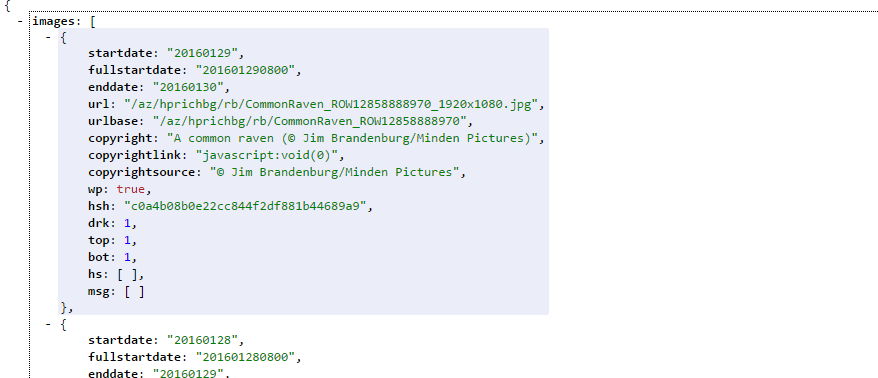 {
- images: [
- {
startdate: "20160129",
fullstartdate: "201601290800",
enddate: "20160130",
url: "/az/hprichbg/rb/CommonRaven_ROW12858888970_1920x1080.jpg",
urlbase: "/az/hprichbg/rb/CommonRaven_ROW12858888970",
copyright: "A common raven (© Jim Brandenburg/Minden Pictures)",
copyrightlink: "javascript:void(0)",
copyrightsource: "© Jim Brandenburg/Minden Pictures",
wp: true,
hsh: "c0a4b08b0e22cc844f2df881b44689a9",
drk: 1,
top: 1,
bot: 1,
hs: [ ],
msg: [ ]
},
- {
startdate: "20160128",
fullstartdate: "201601280800",
enddate: "20160129",